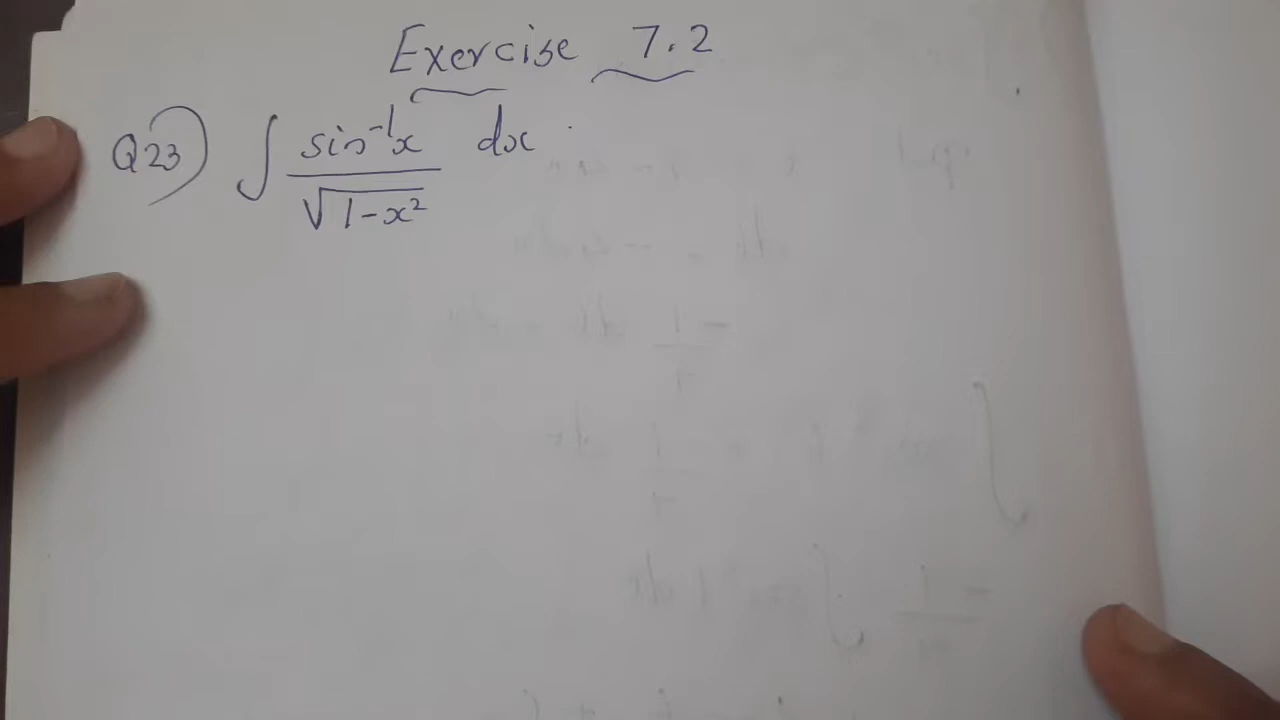 Exercise 7.2
Q23) ∫ sin⁻¹x / √(1-x²) dx